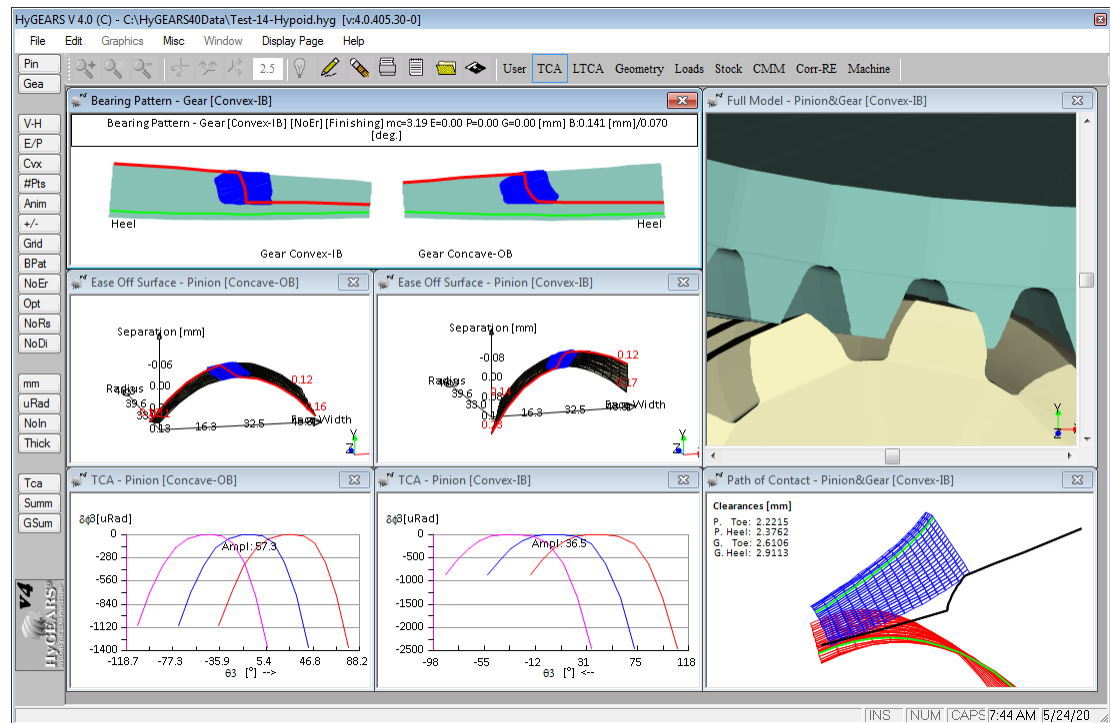 HyGEARS V 4.0 (C) - C:\HyGEARS40Data\Test-14-Hypoid.hyg [v:4.0.405.30-0]
File Edit Graphics Misc Window Display Page Help
Pin
Gea
2.5
User TCA LTCA Geometry Loads Stock CMM Corr-RE Machine
V-H
E/P
Cvx
#Pts
Anim
+/-
Grid
BPat
NoEr
Opt
NoRs
NoDi
mm
uRad
NoIn
Thick
Tca
Summ
GSum
v4
HyGEARS
Bearing Pattern - Gear [Convex-IB]
Bearing Pattern - Gear [Convex-IB] [NoEr] [Finishing] mc=3.19 E=0.00 P=0.00 G=0.00 [mm] B:0.141 [mm]/0.070
[deg.]
Heel
Heel
Gear Convex-IB
Gear Concave-OB
Full Model - Pinion&Gear [Convex-IB]
Y
Z
Ease Off Surface - Pinion [Concave-OB]
Separation [mm]
-0.06
0.00
Radius
39.6
0.13
16.3
32.5
0.12
16
Width
Y
Z
Ease Off Surface - Pinion [Convex-IB]
Separation [mm]
-0.08
0.00
Radius
39.6
33.0
16.3
32.5
0.12
17
Width
Y
Z
TCA - Pinion [Concave-OB]
δϕ3[uRad]
Ampl: 57.3
0
-280
-560
-840
-1120
-1400
-118.7 -77.3 -35.9 5.4 46.8 88.2
θ3 [°] -->
TCA - Pinion [Convex-IB]
δϕ3[uRad]
Ampl: 36.5
0
-500
-1000
-1500
-2000
-2500
-98 -55 -12 31 75 118
θ3 [°] <--
Path of Contact - Pinion&Gear [Convex-IB]
Clearances [mm]
P. Toe: 2.2215
P. Heel: 2.3762
G. Toe: 2.6106
G. Heel: 2.9113
INS NUM CAPS 7:44 AM 5/24/20